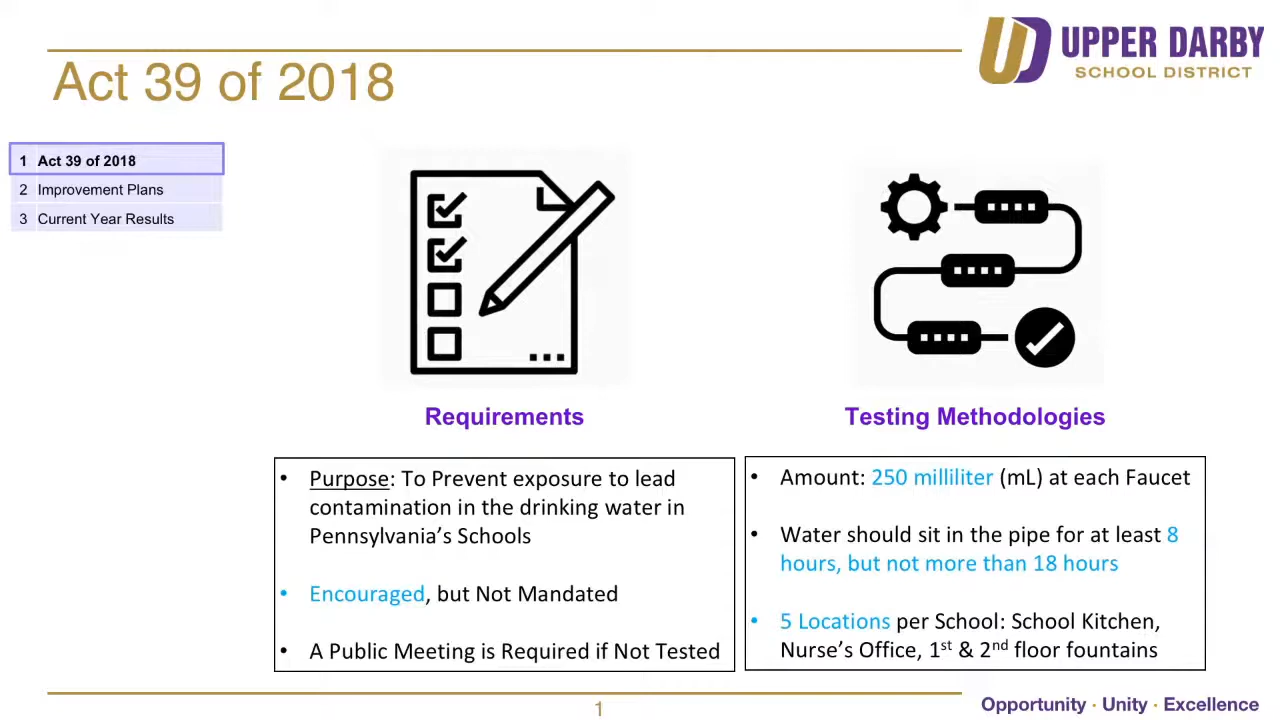 UPPER DARBY
SCHOOL DISTRICT
Act 39 of 2018
1 Act 39 of 2018
2 Improvement Plans
3 Current Year Results
Requirements
• Purpose: To Prevent exposure to lead
contamination in the drinking water in
Pennsylvania’s Schools
• Encouraged, but Not Mandated
• A Public Meeting is Required if Not Tested
Testing Methodologies
• Amount: 250 milliliter (mL) at each Faucet
• Water should sit in the pipe for at least 8
hours, but not more than 18 hours
• 5 Locations per School: School Kitchen,
Nurse’s Office, 1st & 2nd floor fountains
1
Opportunity · Unity · Excellence